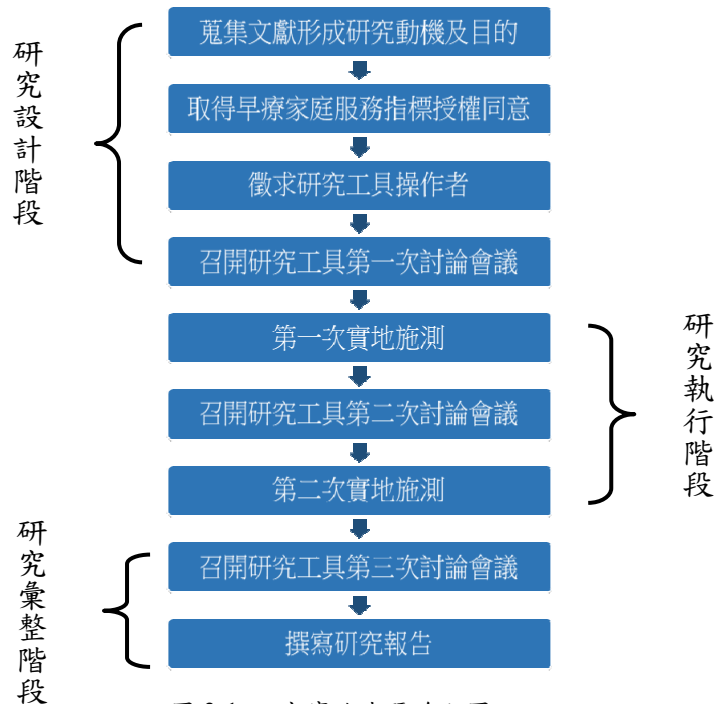 研究設計階段
蒐集文獻形成研究動機及目的
取得早療家庭服務指標授權同意
徵求研究工具操作者
召開研究工具第一次討論會議
研究執行階段
第一次實地施測
召開研究工具第二次討論會議
第二次實地施測
研究彙整階段
召開研究工具第三次討論會議
撰寫研究報告